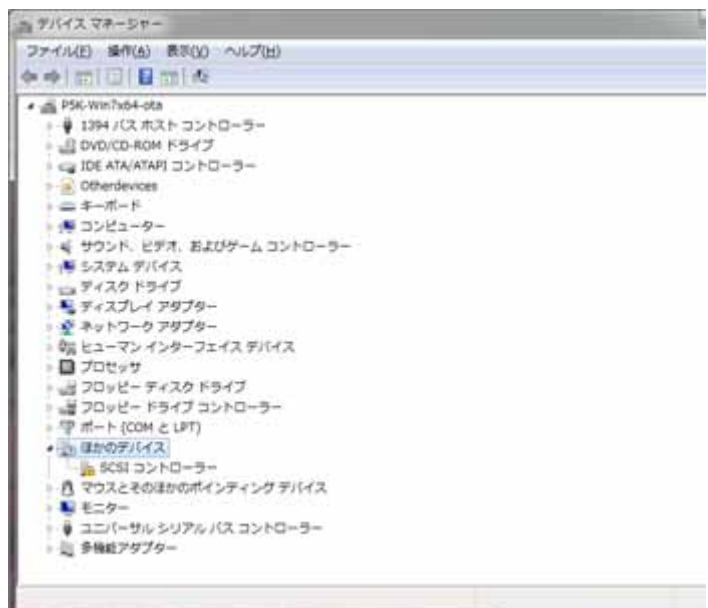 デバイス マネージャー
ファイル(F) 操作(A) 表示(V) ヘルプ(H)
PSK-Win7x64-ota
1394 バス ホスト コントローラー
DVD/CD-ROM ドライブ
IDE ATA/ATAPI コントローラー
Otherdevices
キーボード
コンピューター
サウンド、ビデオ、およびゲーム コントローラー
システム デバイス
ディスク ドライブ
ディスプレイ アダプター
ネットワーク アダプター
ヒューマン インターフェイス デバイス
プロセッサ
フロッピー ディスク ドライブ
フロッピー ドライブ コントローラー
ポート (COM と LPT)
ほかのデバイス
SCSI コントローラー
マウスとそのほかのポインティング デバイス
モニター
ユニバーサル シリアル バス コントローラー
多機能アダプター